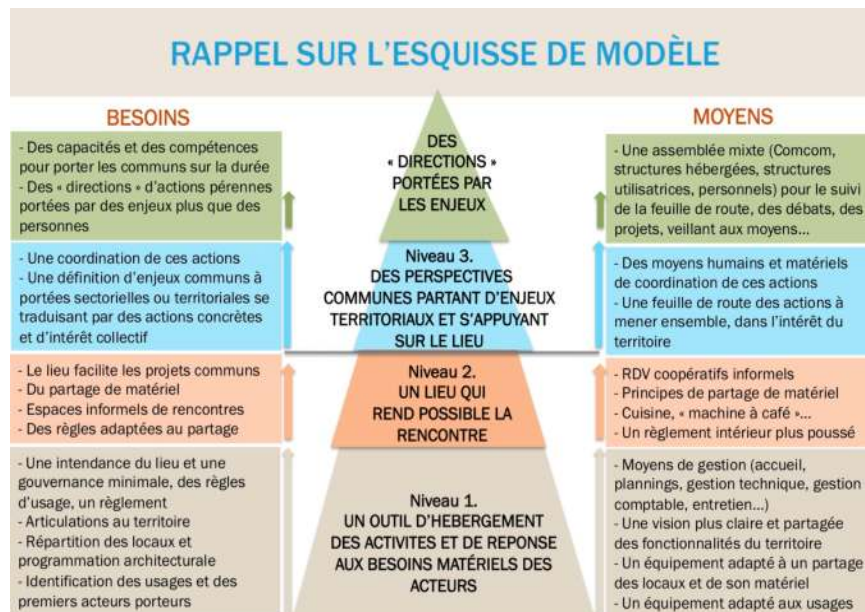 RAPPEL SUR L'ESQUISSE DE MODÈLE
BESOINS
- Des capacités et des compétences
pour porter les communs sur la durée
- Des « directions » d'actions pérennes
portées par des enjeux plus que des
personnes
- Une coordination de ces actions
- Une définition d'enjeux communs à
portées sectorielles ou territoriales se
traduisant par des actions concrètes
et d'intérêt collectif
- Le lieu facilite les projets communs
- Du partage de matériel
- Espaces informels de rencontres
- Des règles adaptées au partage
- Une intendance du lieu et une
gouvernance minimale, des règles
d'usage, un règlement
- Articulations au territoire
- Répartition des locaux et
programmation architecturale
- Identification des usages et des
premiers acteurs porteurs
DES
« DIRECTIONS »
PORTÉES PAR
LES ENJEUX
Niveau 3.
DES PERSPECTIVES
COMMUNES PARTANT D'ENJEUX
TERRITORIAUX ET S'APPUYANT
SUR LE LIEU
Niveau 2.
UN LIEU QUI
REND POSSIBLE LA
RENCONTRE
Niveau 1.
UN OUTIL D'HEBERGEMENT
DES ACTIVITES ET DE REPONSE
AUX BESOINS MATÉRIELS DES
ACTEURS
MOYENS
- Une assemblée mixte (Comcom,
structures hébergées, structures
utilisatrices, personnels) pour le suivi
de la feuille de route, des débats, des
projets, veillant aux moyens...
- Des moyens humains et matériels
de coordination de ces actions
- Une feuille de route des actions à
mener ensemble, dans l'intérêt du
territoire
- RDV coopératifs informels
- Principes de partage de matériel
- Cuisine, « machine à café »...
- Un règlement intérieur plus poussé
- Moyens de gestion (accueil,
plannings, gestion technique, gestion
comptable, entretien...)
- Une vision plus claire et partagée
des fonctionnalités du territoire
- Un équipement adapté à un partage
des locaux et de son matériel
- Un équipement adapté aux usages